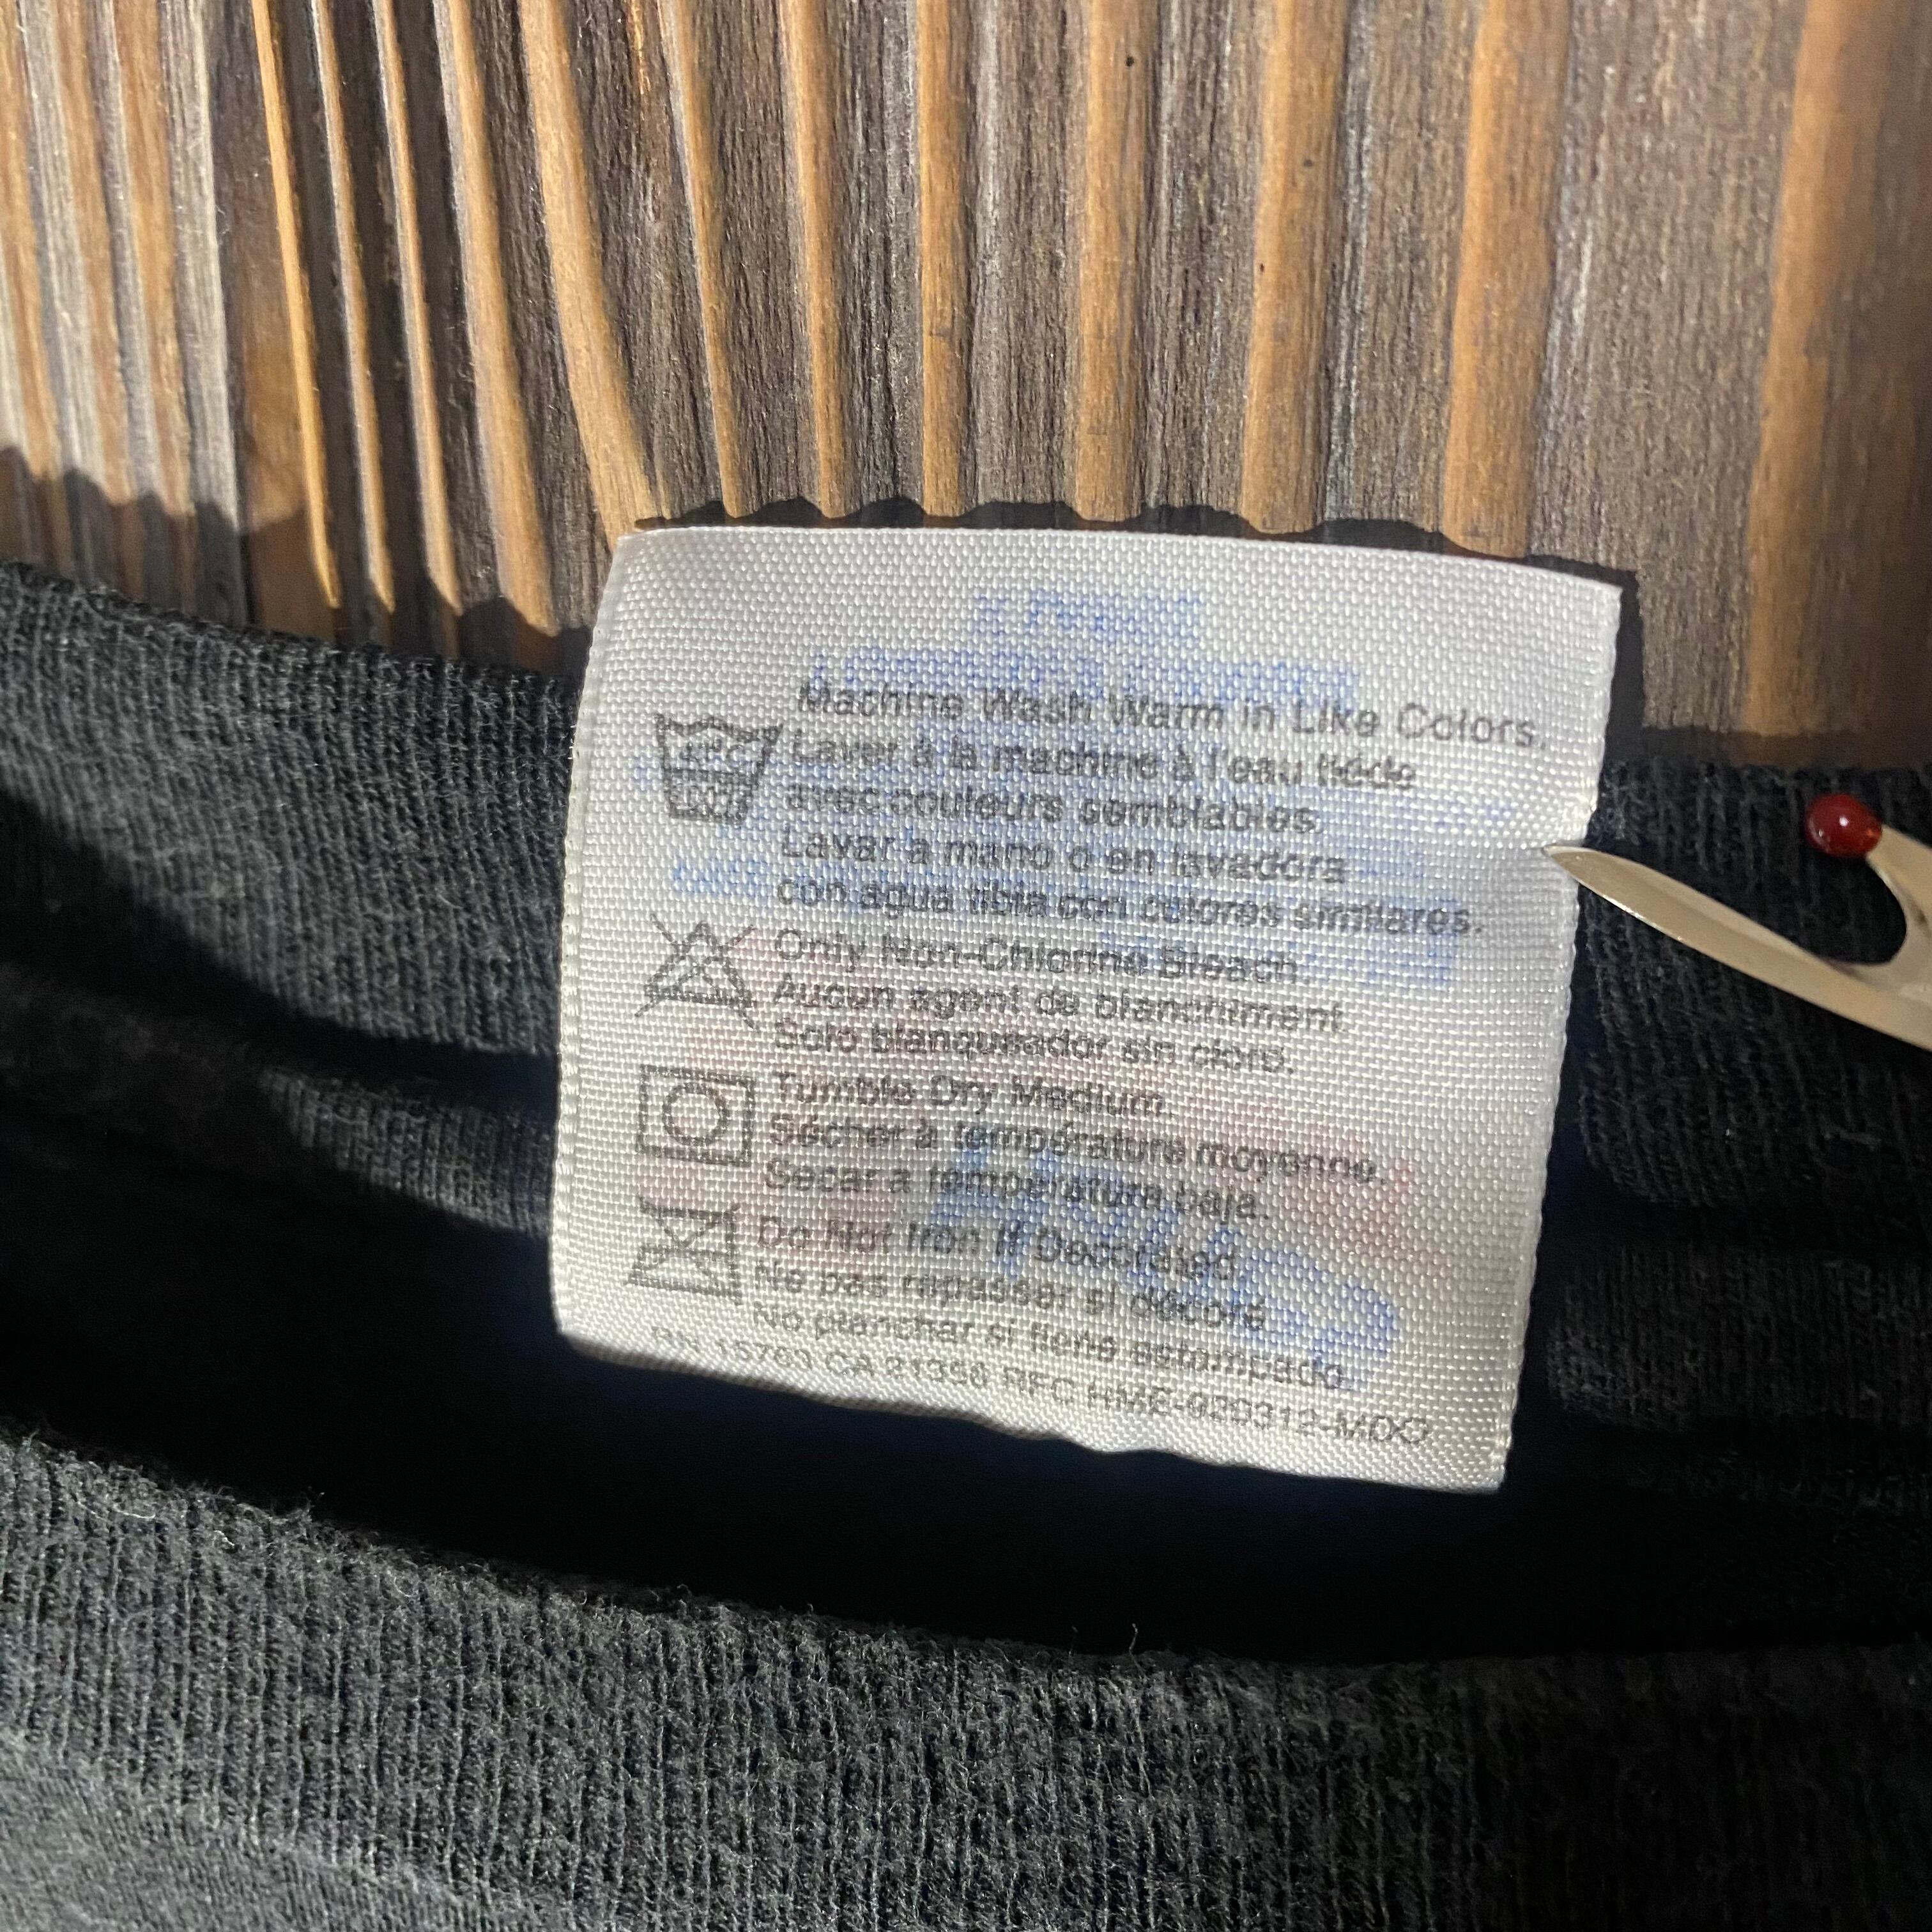 Machine Wash Warm in Like Colors.
Laver à la machine à l'eau tiède
avec couleurs semblables.
Lavar a mano o en lavadora
con agua tibia con colores similares.
Only Non-Chlorine Bleach.
Aucun agent de blanchiment.
Solo blanqueador sin cloro.
Tumble Dry Medium.
Sécher à température moyenne.
Secar a temperatura baja.
Do Not Iron If Decorated.
Ne pas repasser si décoré.
No planchar si tiene estampado.
RN 15763 CA 21356 RFC HME-920312-MDX2